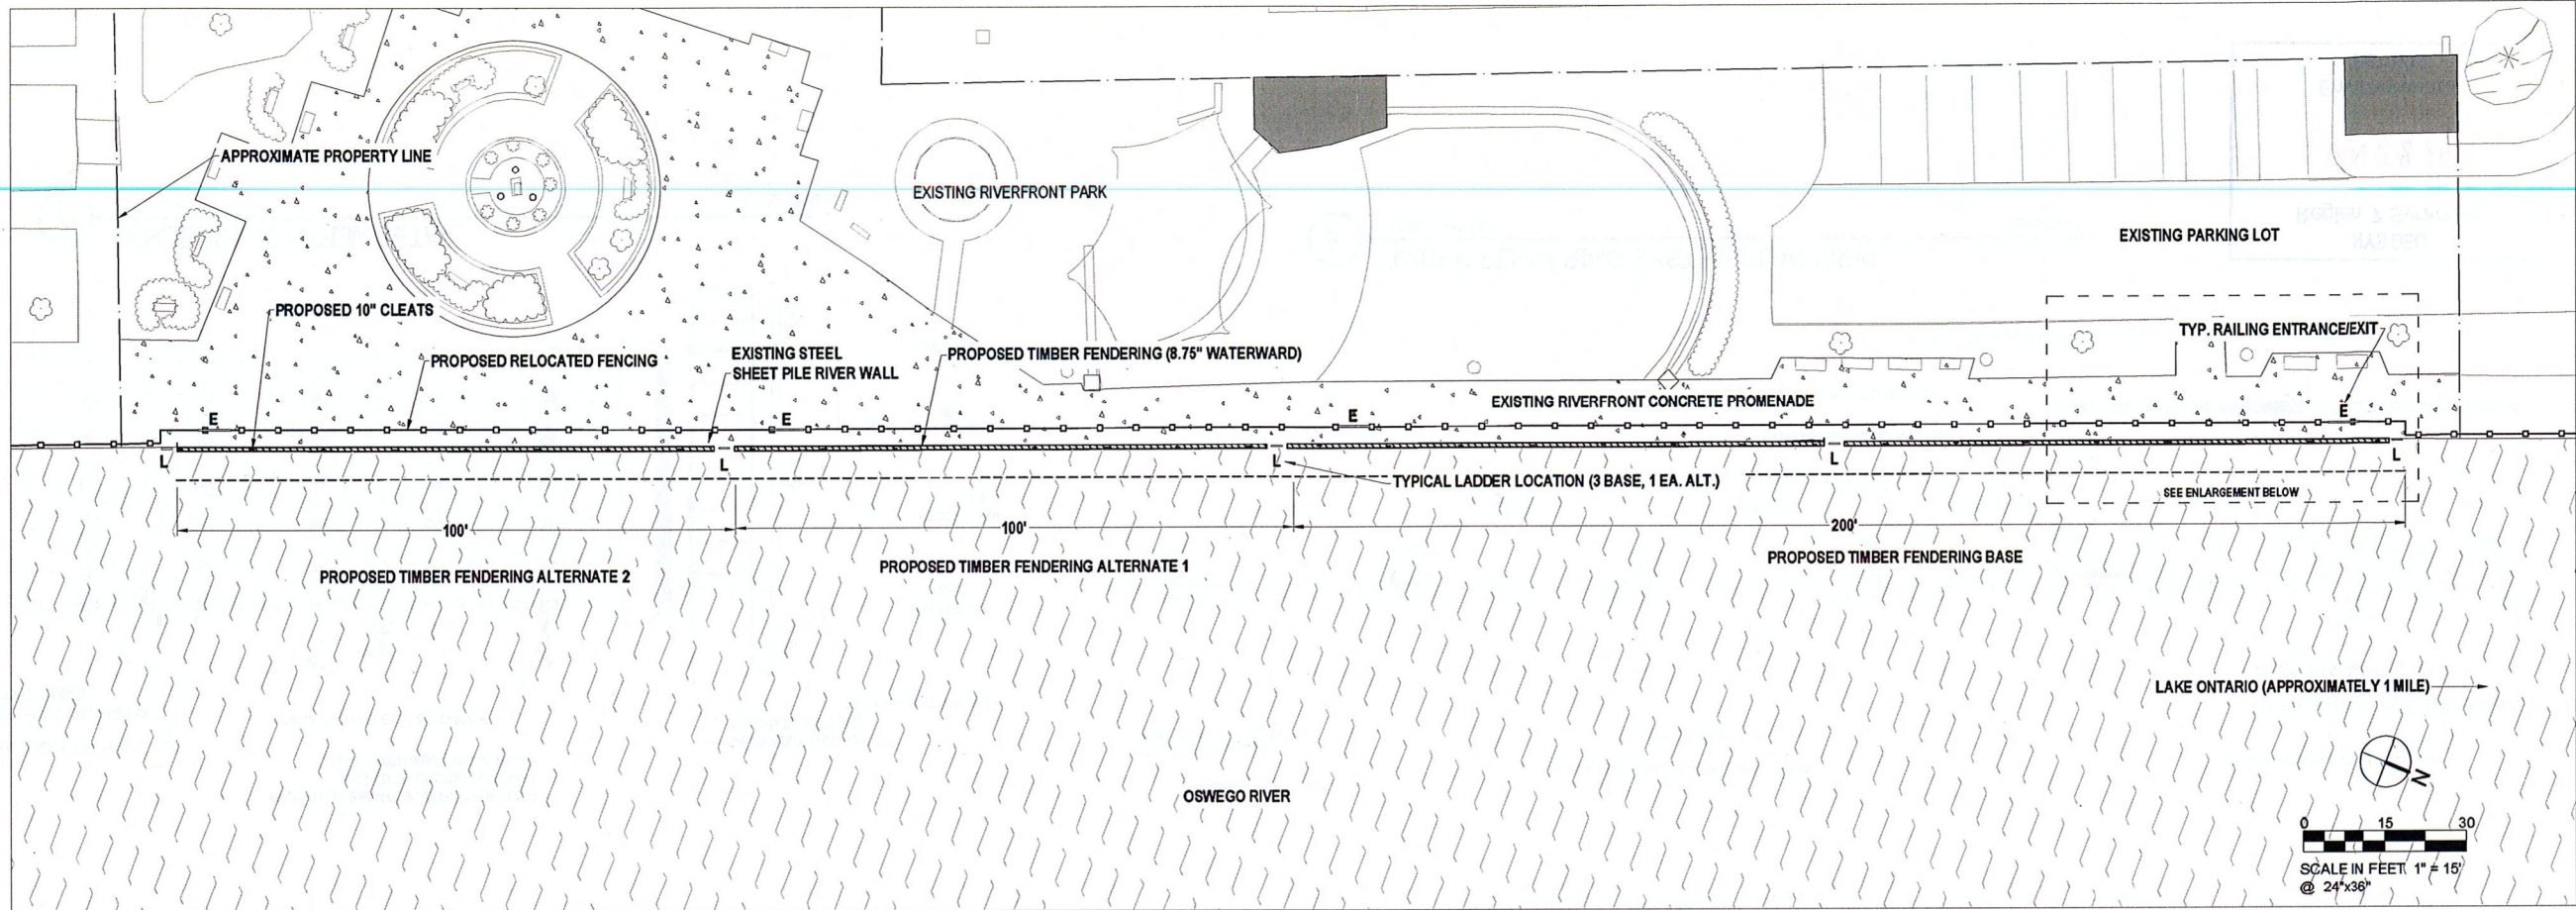 APPROXIMATE PROPERTY LINE
EXISTING RIVERFRONT PARK
EXISTING PARKING LOT
PROPOSED 10" CLEATS
TYP. RAILING ENTRANCE/EXIT
PROPOSED RELOCATED FENCING
EXISTING STEEL
SHEET PILE RIVER WALL
PROPOSED TIMBER FENDERING (8.75" WATERWARD)
EXISTING RIVERFRONT CONCRETE PROMENADE
E
E
E
E
L
L
L
L
L
TYPICAL LADDER LOCATION (3 BASE, 1 EA. ALT.)
SEE ENLARGEMENT BELOW
100'
100'
200'
PROPOSED TIMBER FENDERING ALTERNATE 2
PROPOSED TIMBER FENDERING ALTERNATE 1
PROPOSED TIMBER FENDERING BASE
LAKE ONTARIO (APPROXIMATELY 1 MILE)
N
OSWEGO RIVER
0 15 30
SCALE IN FEET 1" = 15'
@ 24"x36"